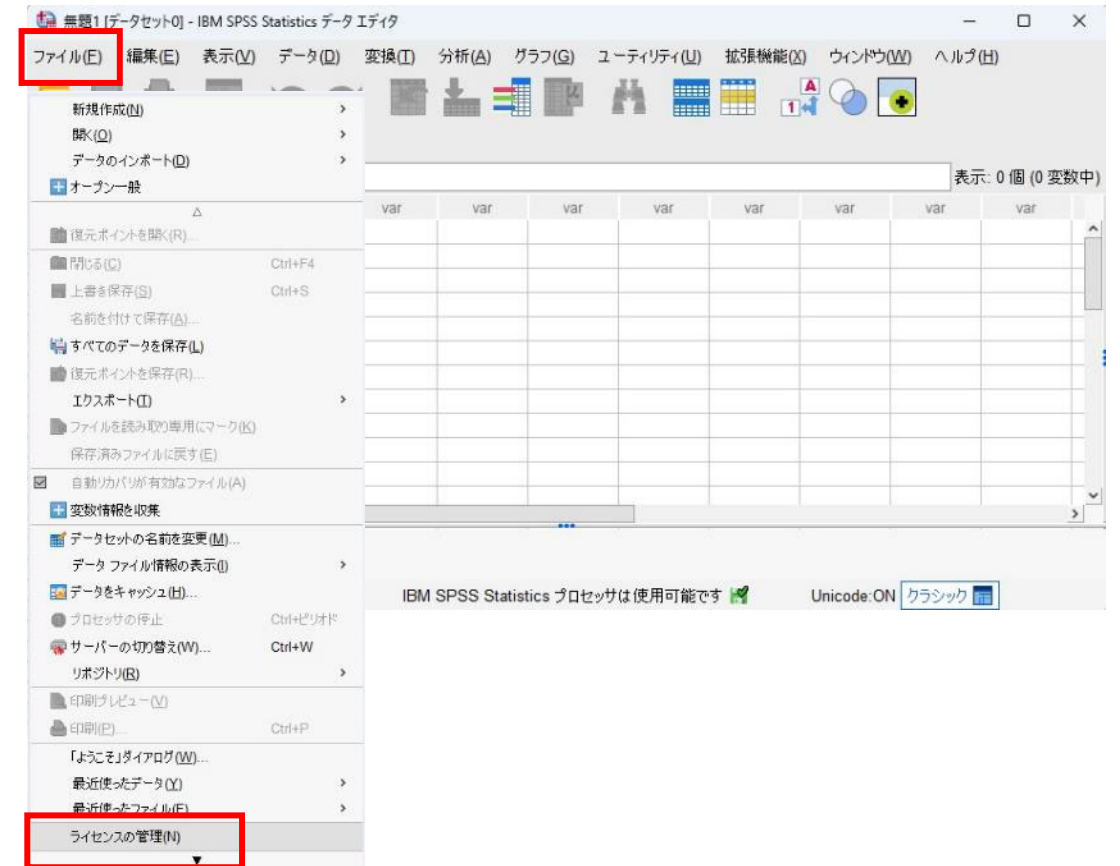 無題1 [データセット0] - IBM SPSS Statistics データ エディタ
ファイル(F) 編集(E) 表示(V) データ(D) 変換(T) 分析(A) グラフ(G) ユーティリティ(U) 拡張機能(X) ウィンドウ(W) ヘルプ(H)
新規作成(N)
開く(O)
データのインポート(D)
オープン一般
表示: 0 個 (0 変数中)
var var var var var var var var
復元ポイントを開く(R)...
閉じる(C) Ctrl+F4
上書き保存(S) Ctrl+S
名前を付けて保存(A)...
すべてのデータを保存(L)
復元ポイントを保存(R)...
エクスポート(T)
ファイルを読み取り専用にマーク(K)
保存済みファイルに戻す(E)
自動リカバリが有効なファイル(A)
変数情報を収集
データセットの名前を変更(M)...
データ ファイル情報の表示(I)
データをキャッシュ(H)...
プロセッサの停止 Ctrl+ピリオド
サーバーの切り替え(W)... Ctrl+W
リポジトリ(R)
印刷プレビュー(V)
印刷(P)... Ctrl+P
「ようこそ」ダイアログ(W)...
最近使ったデータ(Y)
最近使ったファイル(F)
ライセンスの管理(N)
IBM SPSS Statistics プロセッサは使用可能です Unicode:ON クラシック